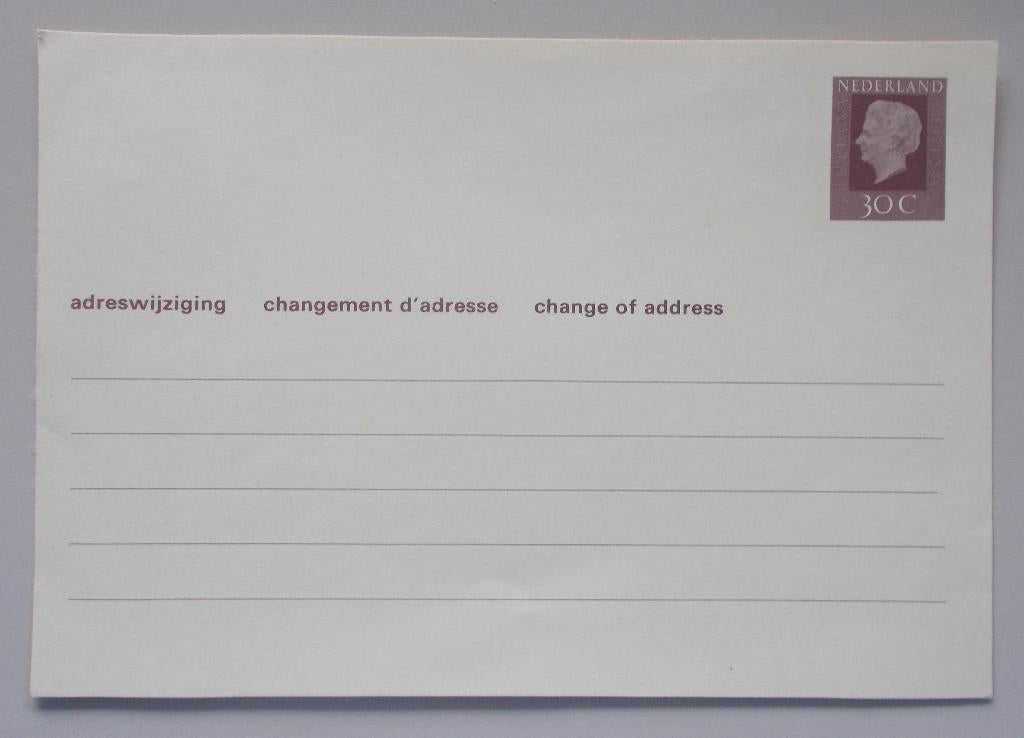 NEDERLAND
30 C
adreswijziging changement d'adresse change of address